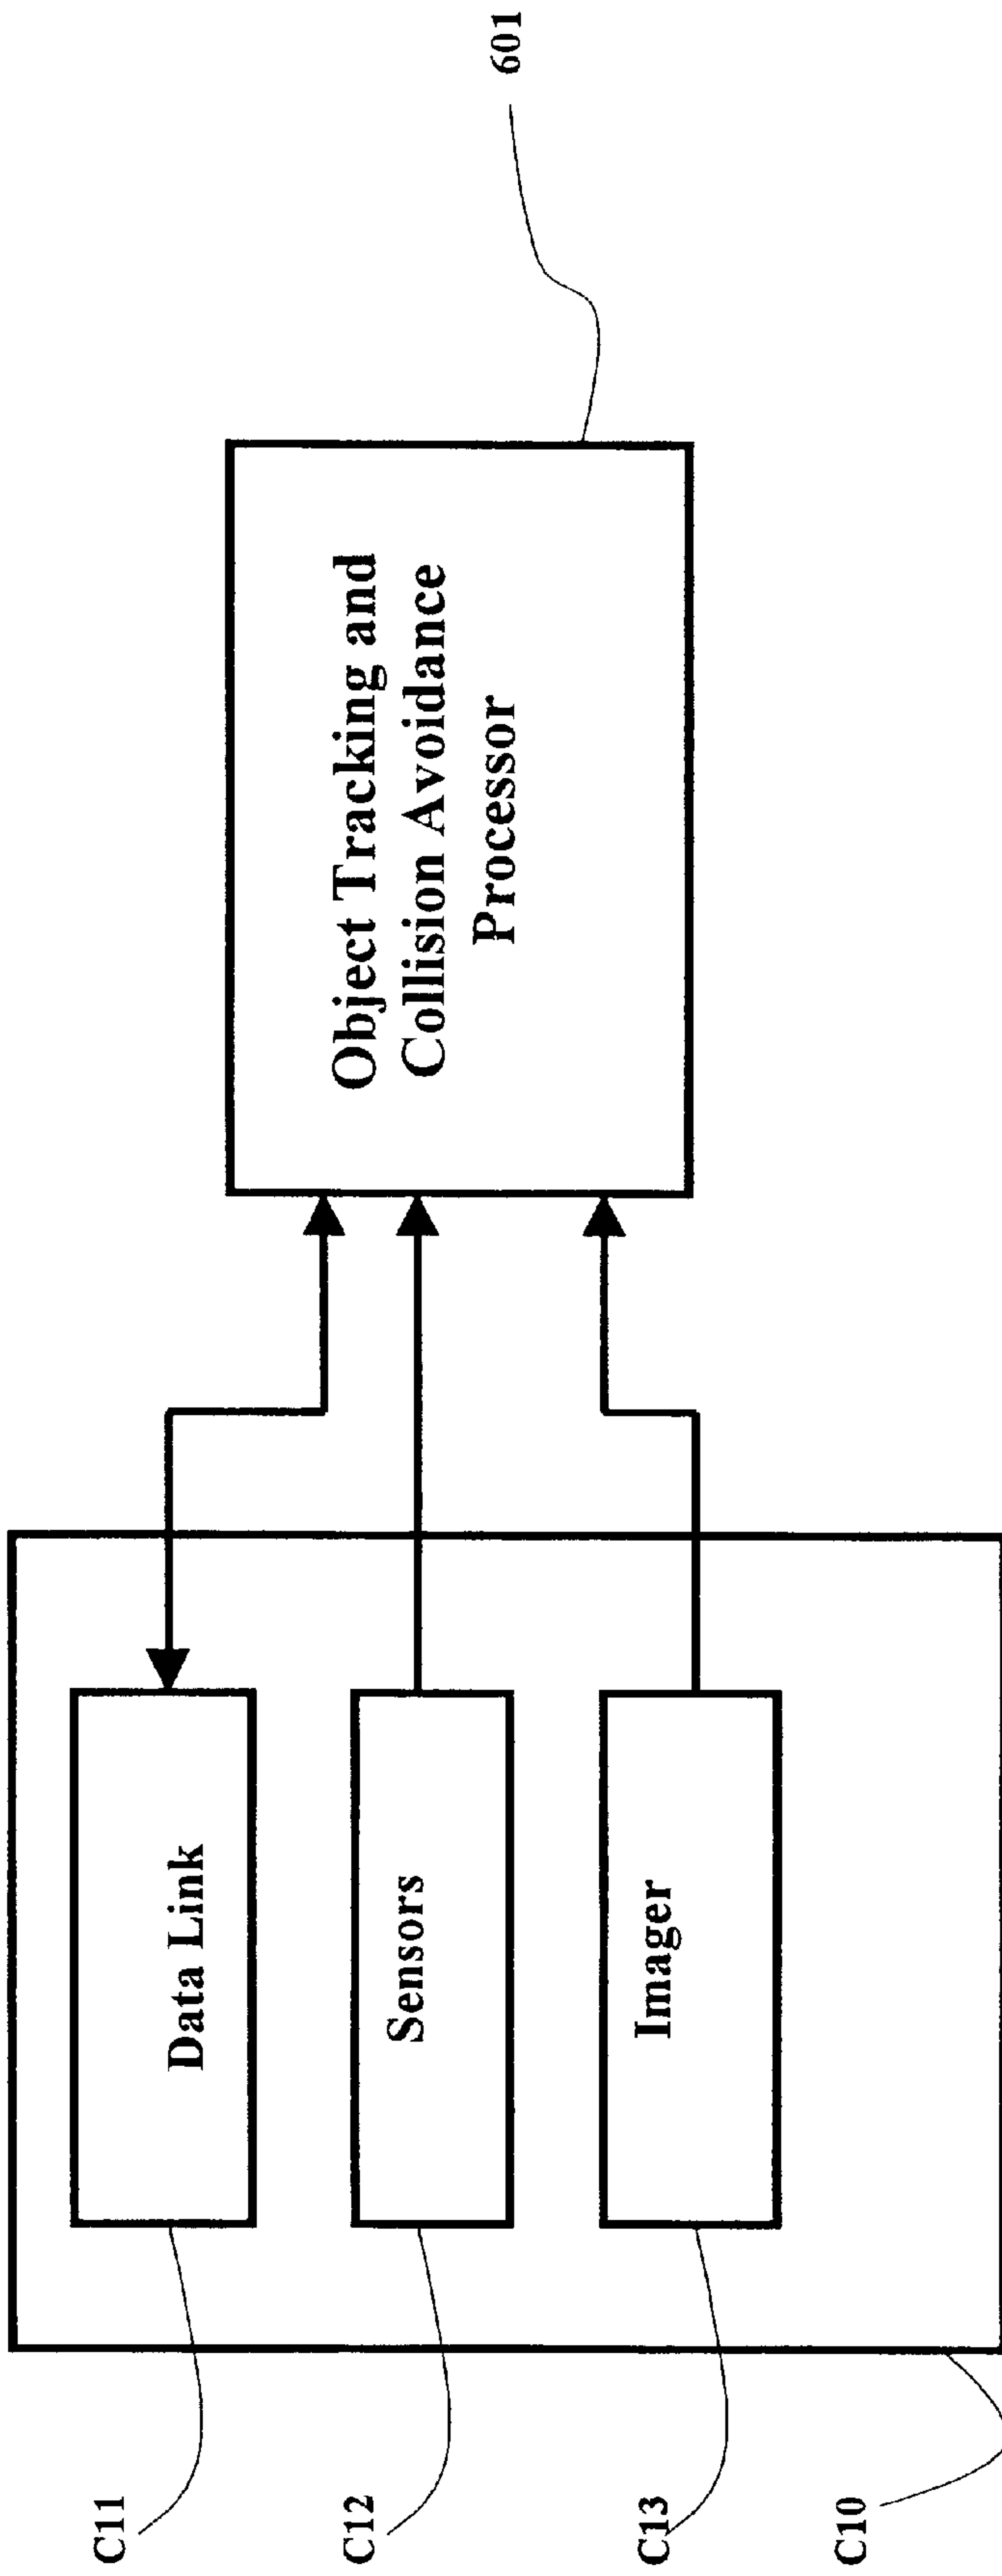 C11
Data Link
C12
Sensors
C13
Imager
C10
Object Tracking and
Collision Avoidance
Processor
601